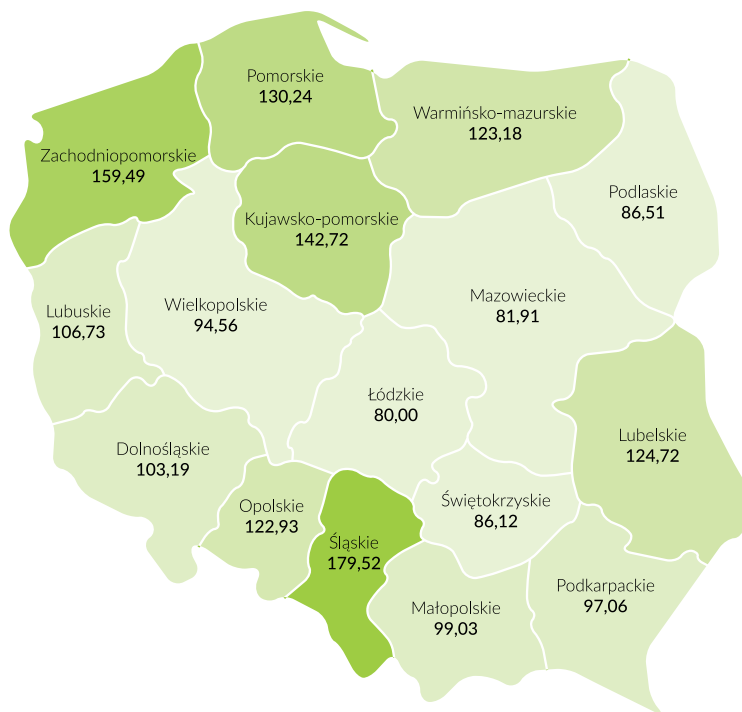 Pomorskie
130,24
Warmińsko-mazurskie
123,18
Zachodniopomorskie
159,49
Podlaskie
86,51
Kujawsko-pomorskie
142,72
Mazowieckie
81,91
Wielkopolskie
94,56
Lubuskie
106,73
Łódzkie
80,00
Lubelskie
124,72
Dolnośląskie
103,19
Opolskie
122,93
Świętokrzyskie
86,12
Śląskie
179,52
Podkarpackie
97,06
Małopolskie
99,03